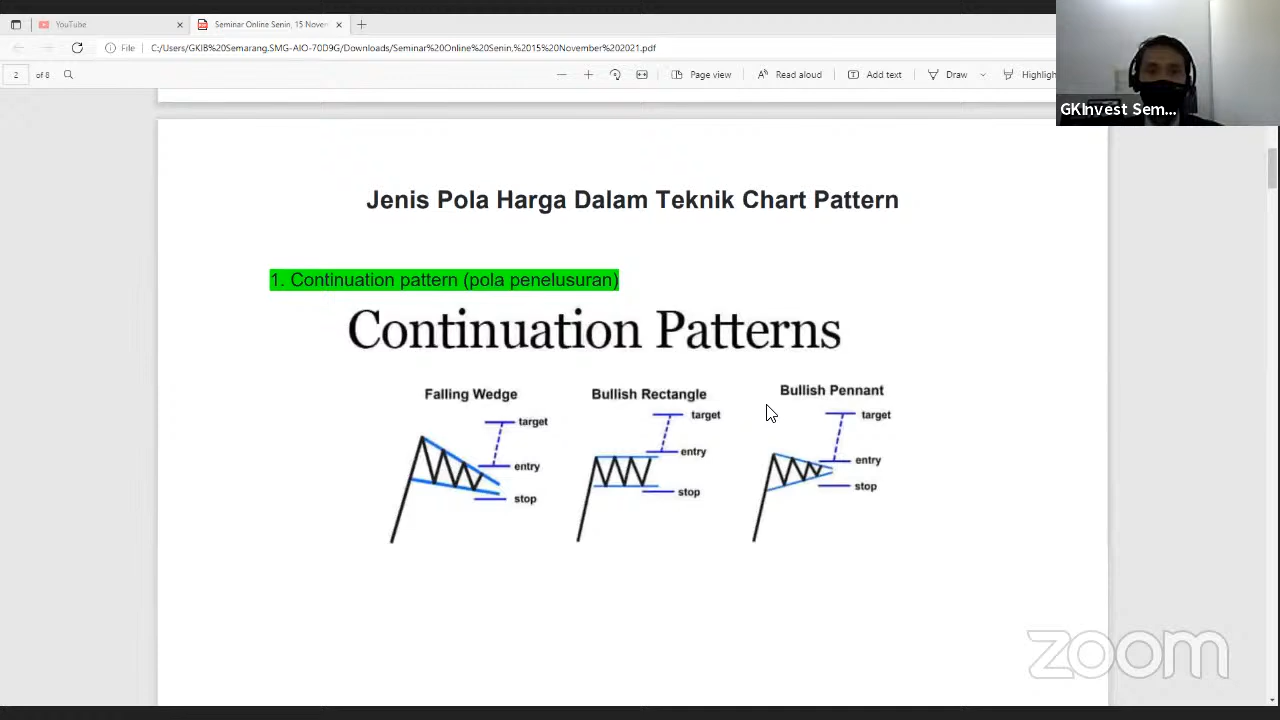 YouTube
Seminar Online Senin, 15 Nover
File
C:/Users/GKIB%20Semarang.SMG-AIO-70D9G/Downloads/Seminar%20Online%20Senin,%2015%20November%202021.pdf
2 of 8
Page view
Read aloud
Add text
Draw
Highligh
GKInvest Sem...
Jenis Pola Harga Dalam Teknik Chart Pattern
1. Continuation pattern (pola penelusuran)
Continuation Patterns
Falling Wedge
target
entry
stop
Bullish Rectangle
target
entry
stop
Bullish Pennant
target
entry
stop
zoom